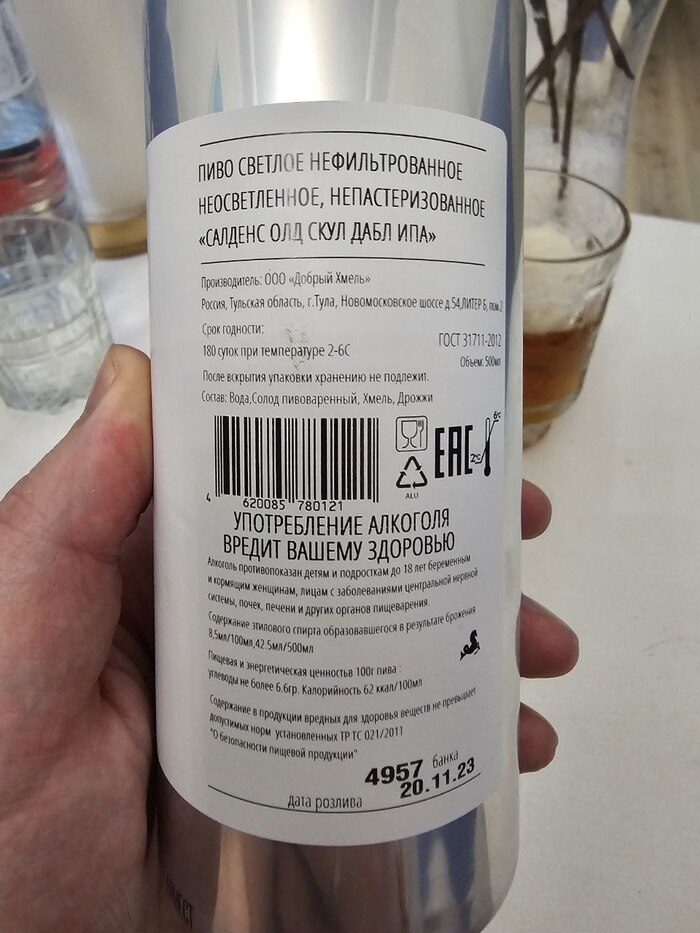 ПИВО СВЕТЛОЕ НЕФИЛЬТРОВАННОЕ
НЕОСВЕТЛЕННОЕ, НЕПАСТЕРИЗОВАННОЕ
«САЛДЕНС ОЛД СКУЛ ДАБЛ ИПА»
Производитель: ООО «Добрый Хмель»
Россия, Тульская область, г.Тула, Новомосковское шоссе д.54,ЛИТЕР Б, пом.2
Срок годности:
180 суток при температуре 2-6С
ГОСТ 31711-2012
Объем: 500мл
После вскрытия упаковки хранению не подлежит.
Состав: Вода,Солод пивоваренный, Хмель, Дрожжи
6°С
EAC
2°С
ALU
4 620085 780121
УПОТРЕБЛЕНИЕ АЛКОГОЛЯ
ВРЕДИТ ВАШЕМУ ЗДОРОВЬЮ
Алкоголь противопоказан детям и подросткам до 18 лет беременным
и кормящим женщинам, лицам с заболеваниями центральной нервной
системы, почек, печени и других органов пищеварения.
Содержание этилового спирта образовавшегося в результате брожения
8,5мл/100мл,42.5мл/500мл
Пищевая и энергетическая ценностьв 100г пива :
углеводы не более 6.6гр. Калорийность 62 ккал/100мл
Содержание в продукции вредных для здоровья веществ не превышает
допустимых норм установленных ТР ТС 021/2011
"О безопасности пищевой продукции"
4957 банка
20.11.23
дата розлива